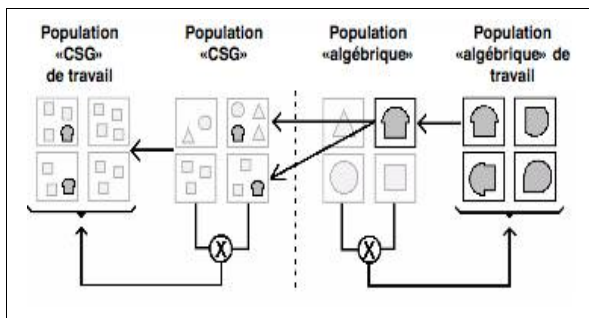 Population
«CSG»
de travail
Population
«CSG»
Population
«algébrique»
Population
«algébrique» de
travail
X
X